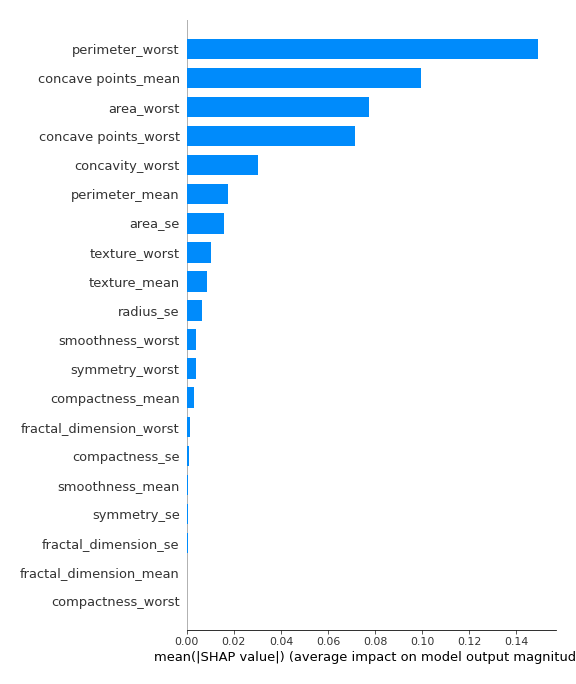 perimeter_worst
concave points_mean
area_worst
concave points_worst
concavity_worst
perimeter_mean
area_se
texture_worst
texture_mean
radius_se
smoothness_worst
symmetry_worst
compactness_mean
fractal_dimension_worst
compactness_se
smoothness_mean
symmetry_se
fractal_dimension_se
fractal_dimension_mean
compactness_worst
0.00 0.02 0.04 0.06 0.08 0.10 0.12 0.14
mean(|SHAP value|) (average impact on model output magnitud